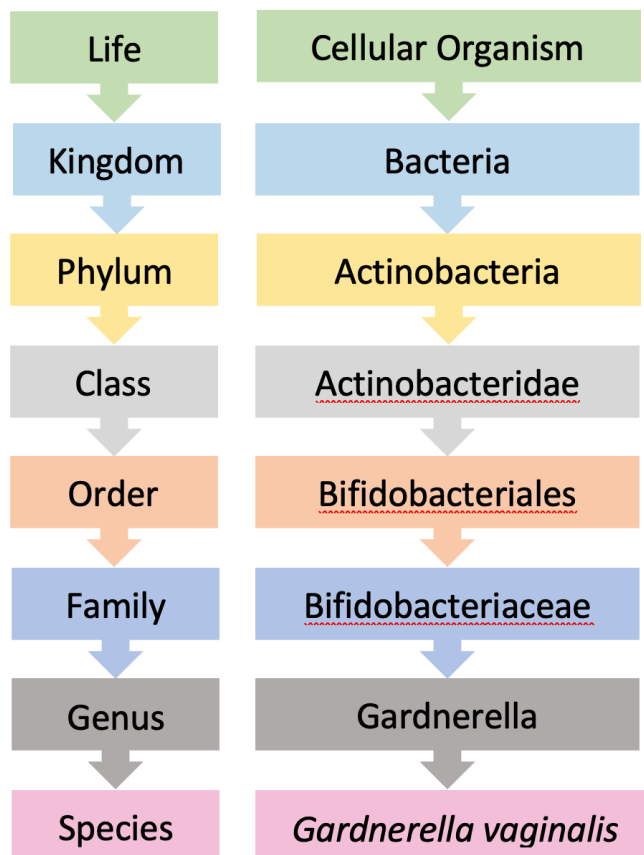 Life
Cellular Organism
Kingdom
Bacteria
Phylum
Actinobacteria
Class
Actinobacteridae
Order
Bifidobacteriales
Family
Bifidobacteriaceae
Genus
Gardnerella
Species
Gardnerella vaginalis